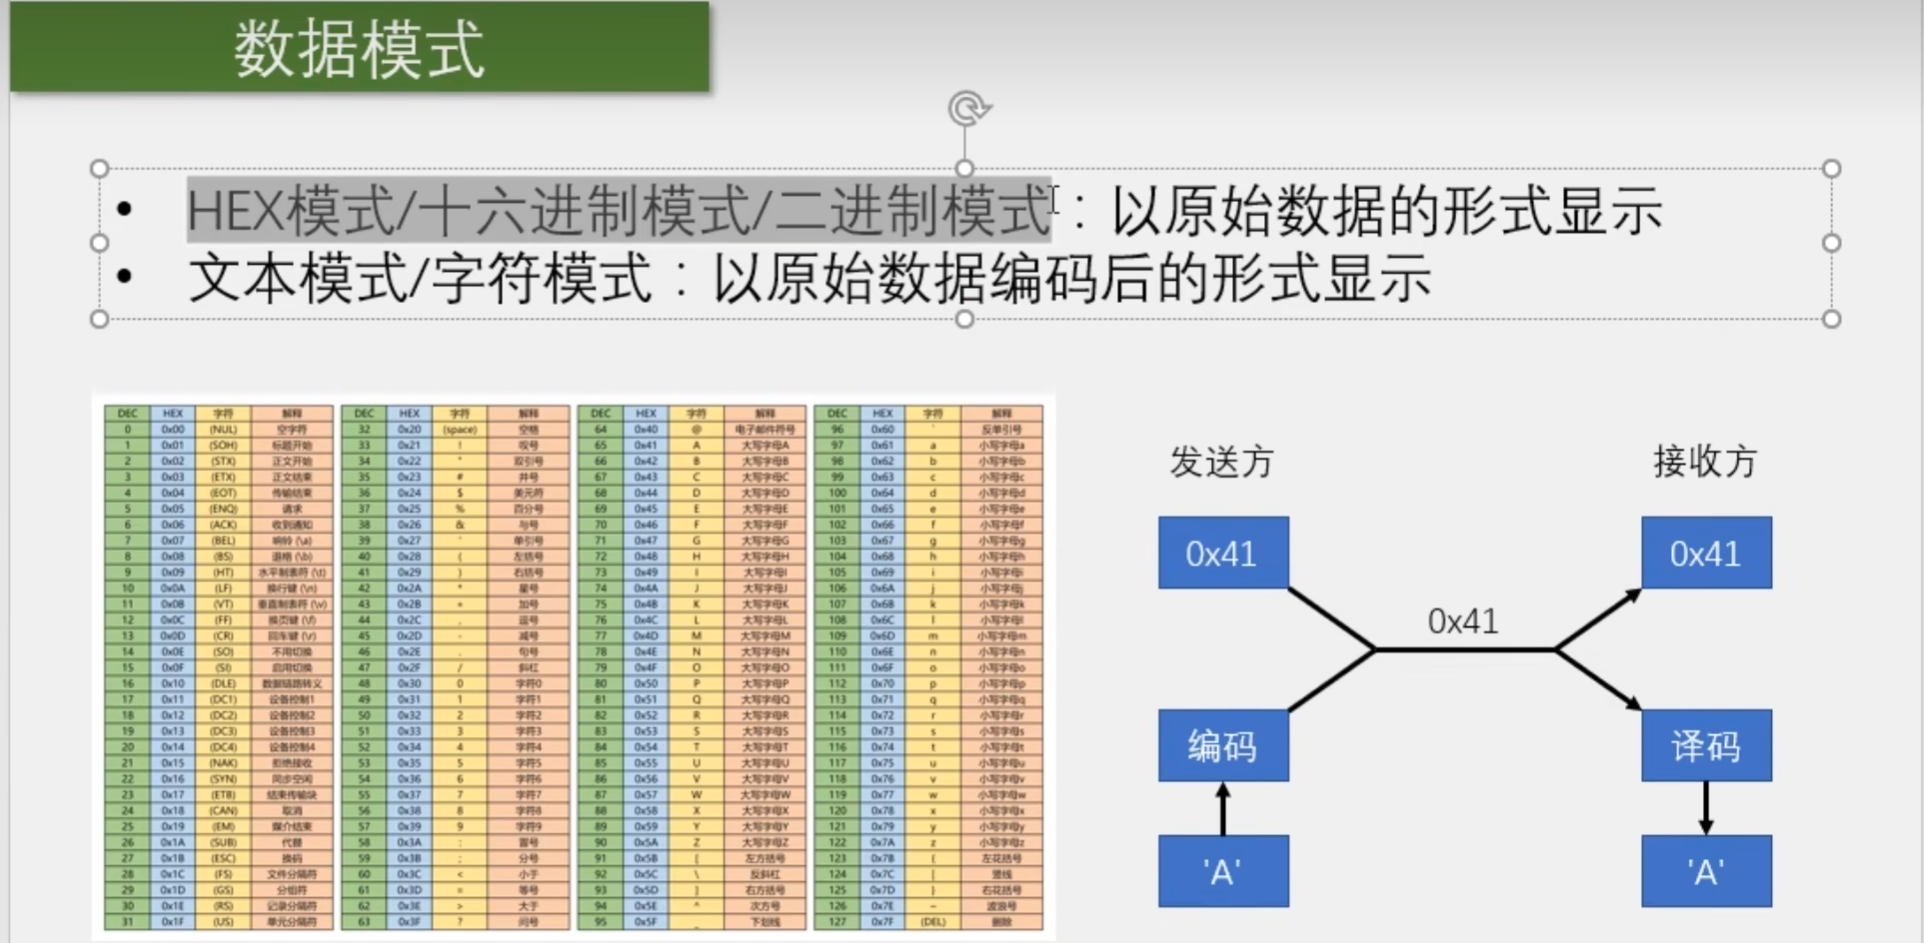 数据模式
• HEX模式/十六进制模式/二进制模式：以原始数据的形式显示
• 文本模式/字符模式：以原始数据编码后的形式显示
DEC HEX 字符 解释 DEC HEX 字符 解释 DEC HEX 字符 解释 DEC HEX 字符 解释
0 0x00 (NUL) 空字符 32 0x20 (space) 空格 64 0x40 @ 电子邮件符号 96 0x60 ` 反单引号
1 0x01 (SOH) 标题开始 33 0x21 ! 叹号 65 0x41 A 大写字母A 97 0x61 a 小写字母a
2 0x02 (STX) 正文开始 34 0x22 " 双引号 66 0x42 B 大写字母B 98 0x62 b 小写字母b
3 0x03 (ETX) 正文结束 35 0x23 # 井号 67 0x43 C 大写字母C 99 0x63 c 小写字母c
4 0x04 (EOT) 传输结束 36 0x24 $ 美元符 68 0x44 D 大写字母D 100 0x64 d 小写字母d
5 0x05 (ENQ) 请求 37 0x25 % 百分号 69 0x45 E 大写字母E 101 0x65 e 小写字母e
6 0x06 (ACK) 收到通知 38 0x26 & 与号 70 0x46 F 大写字母F 102 0x66 f 小写字母f
7 0x07 (BEL) 响铃 (\a) 39 0x27 ' 单引号 71 0x47 G 大写字母G 103 0x67 g 小写字母g
8 0x08 (BS) 退格 (\b) 40 0x28 ( 左括号 72 0x48 H 大写字母H 104 0x68 h 小写字母h
9 0x09 (HT) 水平制表符 (\t) 41 0x29 ) 右括号 73 0x49 I 大写字母I 105 0x69 i 小写字母i
10 0x0A (LF) 换行键 (\n) 42 0x2A * 星号 74 0x4A J 大写字母J 106 0x6A j 小写字母j
11 0x0B (VT) 垂直制表符 (\v) 43 0x2B + 加号 75 0x4B K 大写字母K 107 0x6B k 小写字母k
12 0x0C (FF) 换页键 (\f) 44 0x2C , 逗号 76 0x4C L 大写字母L 108 0x6C l 小写字母l
13 0x0D (CR) 回车键 (\r) 45 0x2D - 减号 77 0x4D M 大写字母M 109 0x6D m 小写字母m
14 0x0E (SO) 不用切换 46 0x2E . 句号 78 0x4E N 大写字母N 110 0x6E n 小写字母n
15 0x0F (SI) 启用切换 47 0x2F / 斜杠 79 0x4F O 大写字母O 111 0x6F o 小写字母o
16 0x10 (DLE) 数据链路转义 48 0x30 0 字符0 80 0x50 P 大写字母P 112 0x70 p 小写字母p
17 0x11 (DC1) 设备控制1 49 0x31 1 字符1 81 0x51 Q 大写字母Q 113 0x71 q 小写字母q
18 0x12 (DC2) 设备控制2 50 0x32 2 字符2 82 0x52 R 大写字母R 114 0x72 r 小写字母r
19 0x13 (DC3) 设备控制3 51 0x33 3 字符3 83 0x53 S 大写字母S 115 0x73 s 小写字母s
20 0x14 (DC4) 设备控制4 52 0x34 4 字符4 84 0x54 T 大写字母T 116 0x74 t 小写字母t
21 0x15 (NAK) 拒绝接收 53 0x35 5 字符5 85 0x55 U 大写字母U 117 0x75 u 小写字母u
22 0x16 (SYN) 同步空闲 54 0x36 6 字符6 86 0x56 V 大写字母V 118 0x76 v 小写字母v
23 0x17 (ETB) 结束传输块 55 0x37 7 字符7 87 0x57 W 大写字母W 119 0x77 w 小写字母w
24 0x18 (CAN) 取消 56 0x38 8 字符8 88 0x58 X 大写字母X 120 0x78 x 小写字母x
25 0x19 (EM) 媒介结束 57 0x39 9 字符9 89 0x59 Y 大写字母Y 121 0x79 y 小写字母y
26 0x1A (SUB) 代替 58 0x3A : 冒号 90 0x5A Z 大写字母Z 122 0x7A z 小写字母z
27 0x1B (ESC) 换码 59 0x3B ; 分号 91 0x5B [ 左方括号 123 0x7B { 左花括号
28 0x1C (FS) 文件分隔符 60 0x3C < 小于 92 0x5C \ 反斜杠 124 0x7C | 竖线
29 0x1D (GS) 分组符 61 0x3D = 等号 93 0x5D ] 右方括号 125 0x7D } 右花括号
30 0x1E (RS) 记录分隔符 62 0x3E > 大于 94 0x5E ^ 次方号 126 0x7E ~ 波浪号
31 0x1F (US) 单元分隔符 63 0x3F ? 问号 95 0x5F _ 下划线 127 0x7F (DEL) 删除
发送方 接收方
0x41 0x41
0x41
编码 译码
'A' 'A'